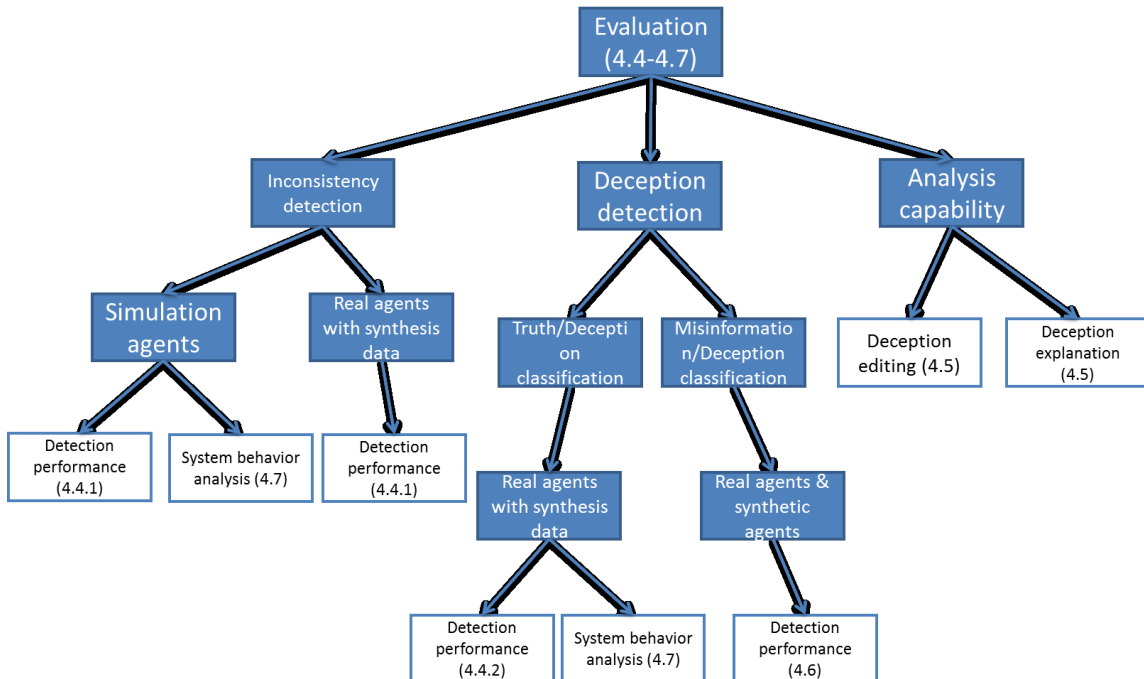 Evaluation
(4.4-4.7)
Inconsistency
detection
Deception
detection
Analysis
capability
Simulation
agents
Real agents
with synthesis
data
Truth/Decepti
on
classification
Misinformatio
n/Deception
classification
Deception
editing (4.5)
Deception
explanation
(4.5)
Detection
performance
(4.4.1)
System behavior
analysis (4.7)
Detection
performance
(4.4.1)
Real agents
with synthesis
data
Real agents &
synthetic
agents
Detection
performance
(4.4.2)
System behavior
analysis (4.7)
Detection
performance
(4.6)